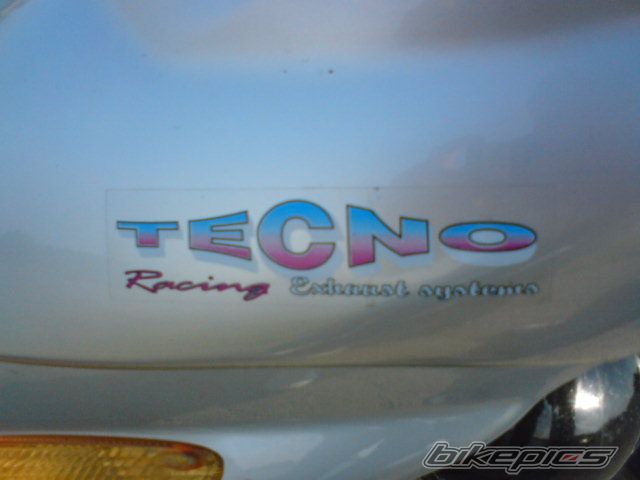 TECNO
Racing Exhaust systems
bikepics